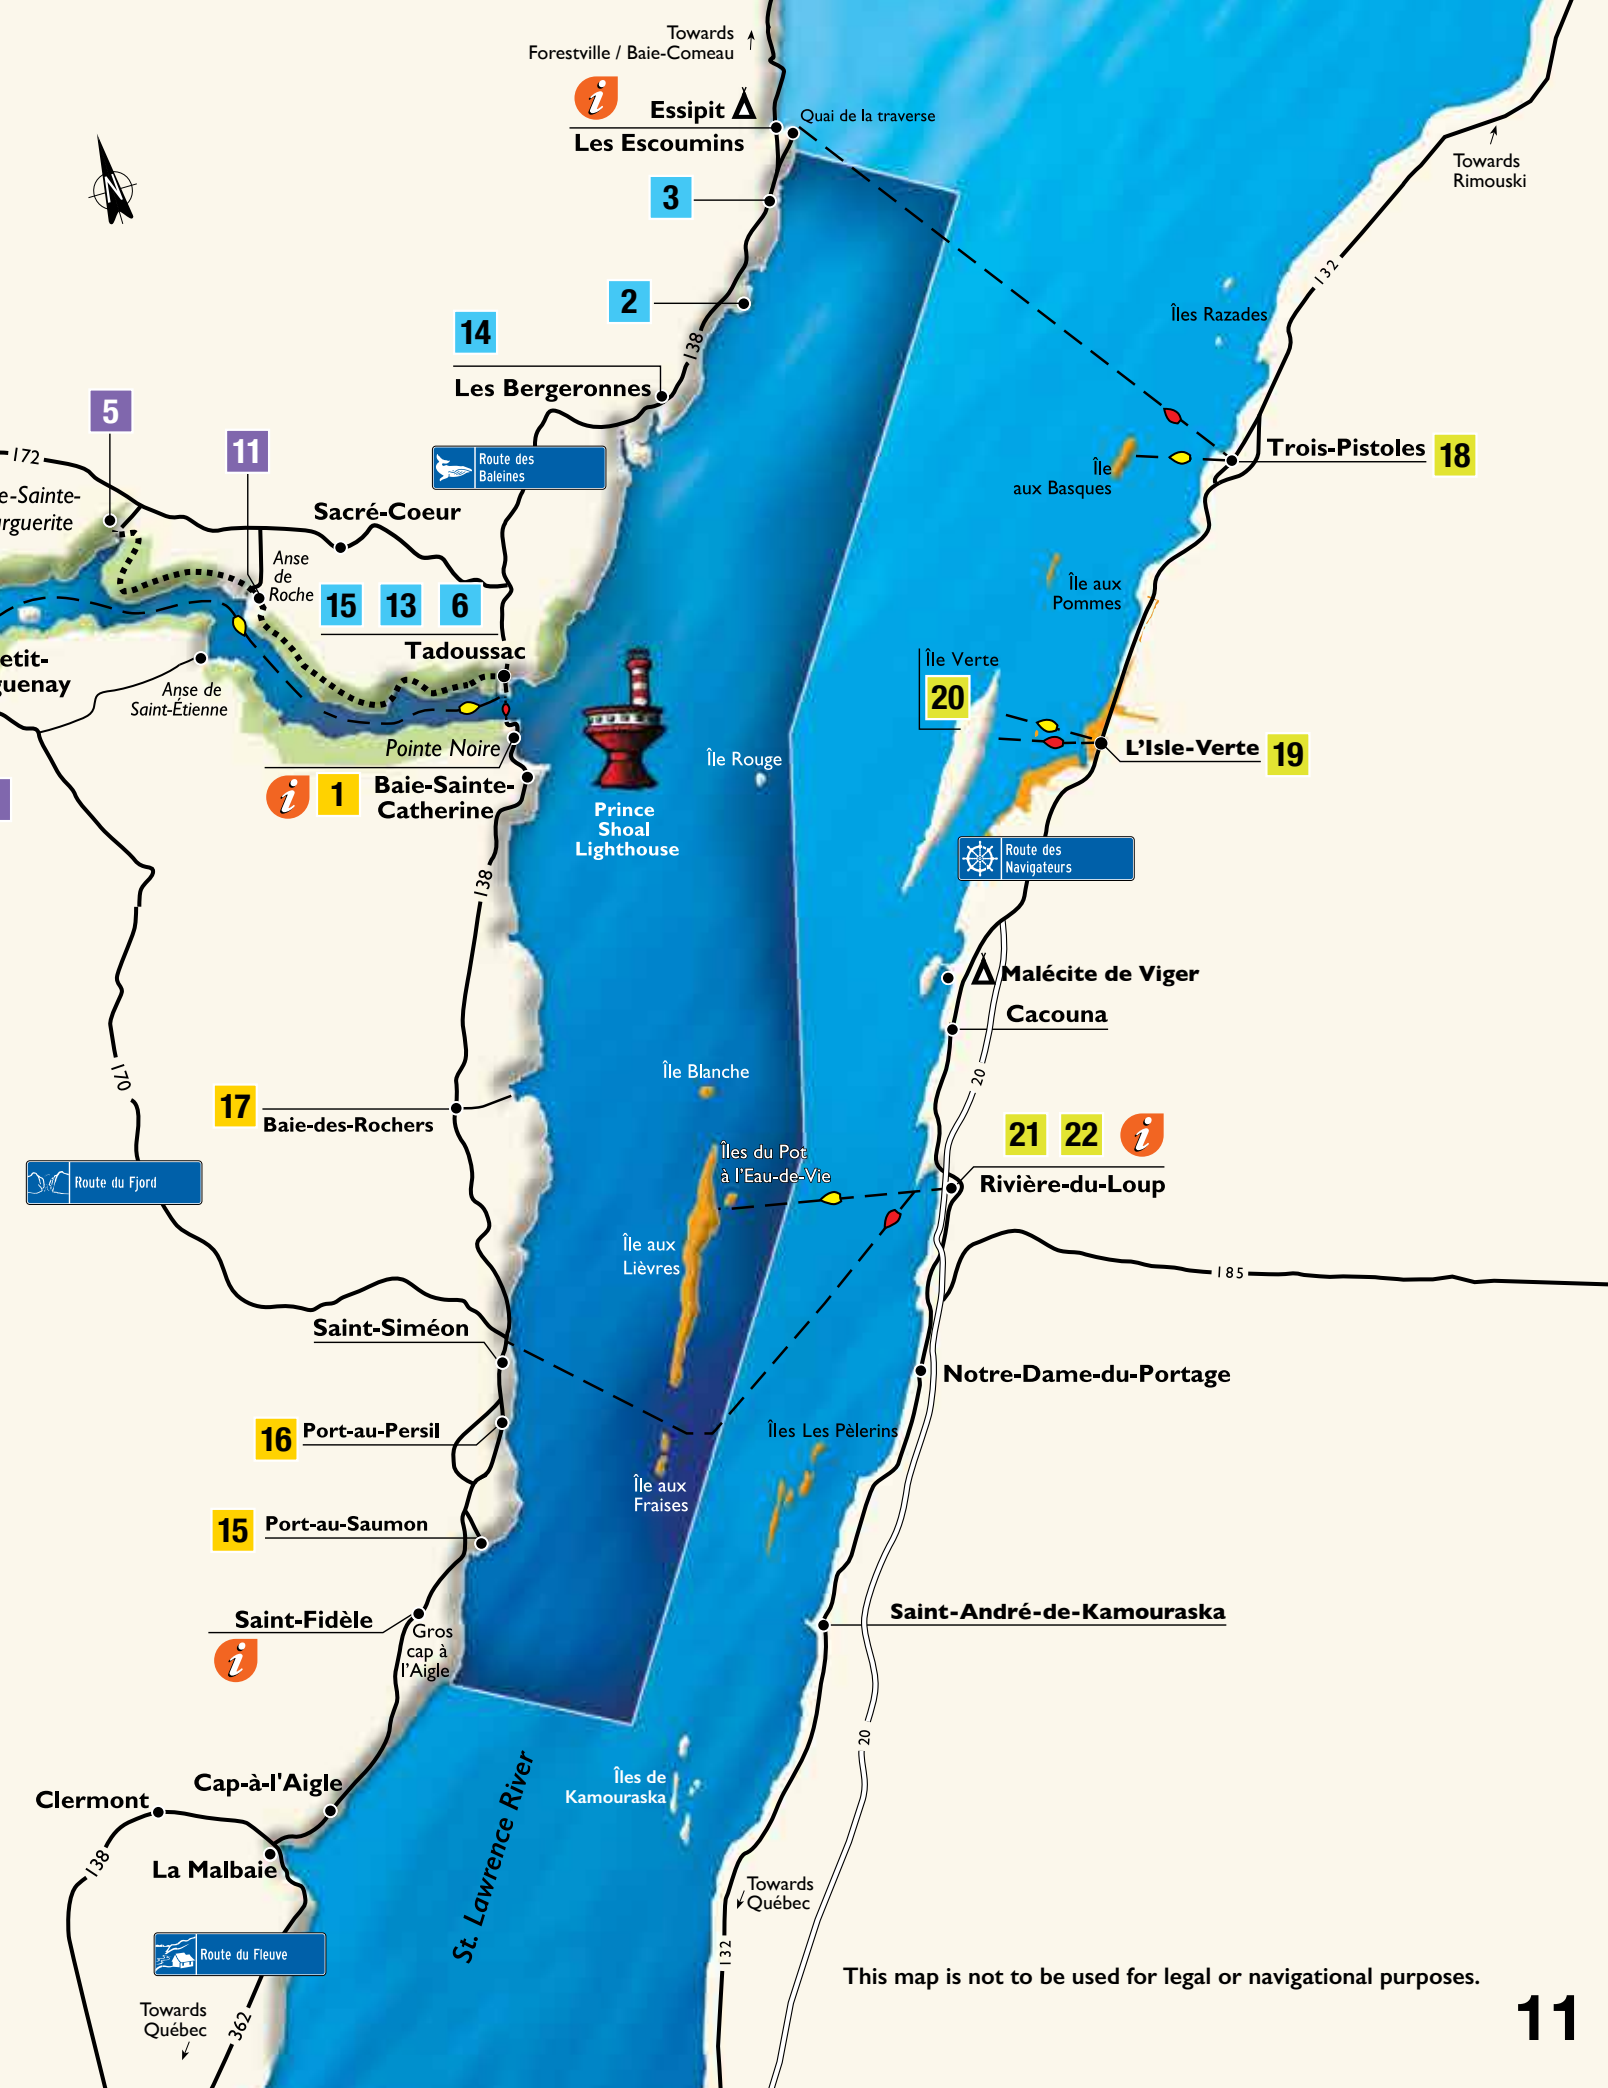 Towards
Forestville / Baie-Comeau
i
Essipit
Les Escoumins
Quai de la traverse
Towards
Rimouski
3
2
132
Îles Razades
14
138
Les Bergeronnes
5
11
172
Route des
Baleines
Trois-Pistoles 18
Île
aux Basques
e-Sainte-
rguerite
Sacré-Coeur
Anse
de
Roche
15 13 6
Île aux
Pommes
Tadoussac
etit-
guenay
Anse de
Saint-Étienne
Île Verte
20
Pointe Noire
Île Rouge
L'Isle-Verte 19
i 1 Baie-Sainte-
Catherine
Prince
Shoal
Lighthouse
Route des
Navigateurs
138
Malécite de Viger
Cacouna
170
Île Blanche
20
17
Baie-des-Rochers
21 22 i
Îles du Pot
à l'Eau-de-Vie
Route du Fjord
Rivière-du-Loup
Île aux
Lièvres
185
Saint-Siméon
Notre-Dame-du-Portage
16 Port-au-Persil
Îles Les Pèlerins
Île aux
Fraises
15 Port-au-Saumon
Saint-Fidèle
i
Gros
cap à
l'Aigle
Saint-André-de-Kamouraska
20
Cap-à-l'Aigle
Clermont
Îles de
Kamouraska
138
La Malbaie
St. Lawrence River
Towards
Québec
132
Route du Fleuve
Towards
Québec
362
This map is not to be used for legal or navigational purposes.
11